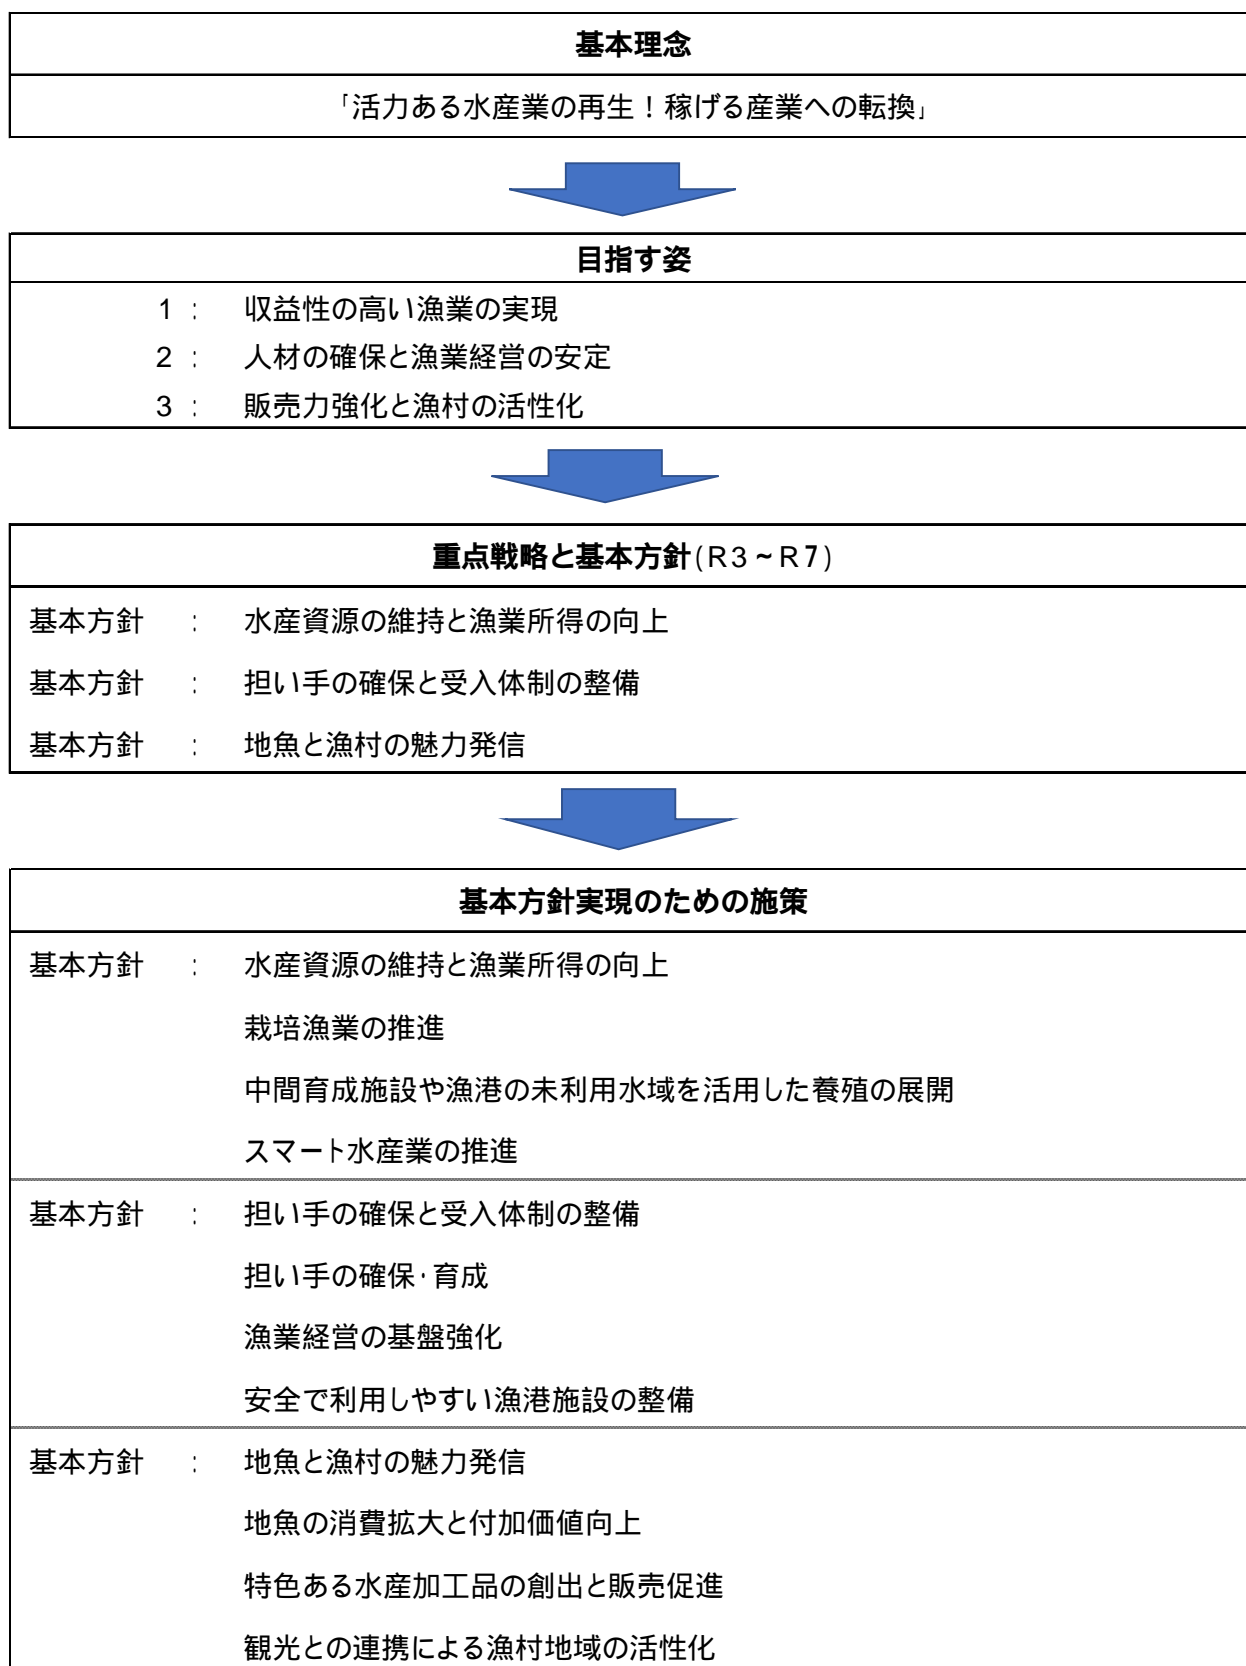 基本理念
「活力ある水産業の再生！稼げる産業への転換」
目指す姿
1： 収益性の高い漁業の実現
2： 人材の確保と漁業経営の安定
3： 販売力強化と漁村の活性化
重点戦略と基本方針(R3～R7)
基本方針 ： 水産資源の維持と漁業所得の向上
基本方針 ： 担い手の確保と受入体制の整備
基本方針 ： 地魚と漁村の魅力発信
基本方針実現のための施策
基本方針 ： 水産資源の維持と漁業所得の向上
栽培漁業の推進
中間育成施設や漁港の未利用水域を活用した養殖の展開
スマート水産業の推進
基本方針 ： 担い手の確保と受入体制の整備
担い手の確保・育成
漁業経営の基盤強化
安全で利用しやすい漁港施設の整備
基本方針 ： 地魚と漁村の魅力発信
地魚の消費拡大と付加価値向上
特色ある水産加工品の創出と販売促進
観光との連携による漁村地域の活性化